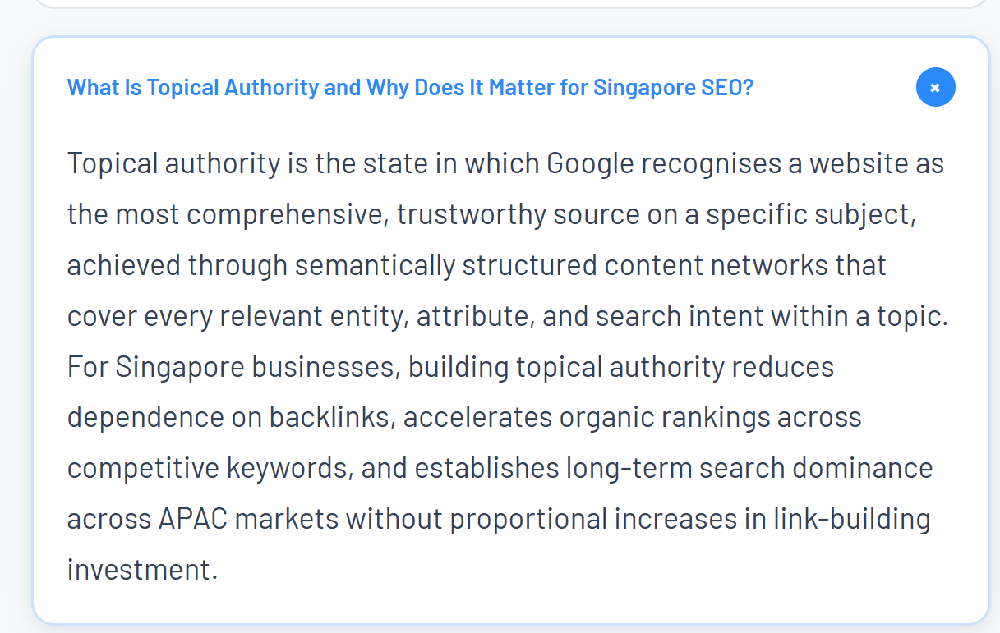 What Is Topical Authority and Why Does It Matter for Singapore SEO?
Topical authority is the state in which Google recognises a website as
the most comprehensive, trustworthy source on a specific subject,
achieved through semantically structured content networks that
cover every relevant entity, attribute, and search intent within a topic.
For Singapore businesses, building topical authority reduces
dependence on backlinks, accelerates organic rankings across
competitive keywords, and establishes long-term search dominance
across APAC markets without proportional increases in link-building
investment.